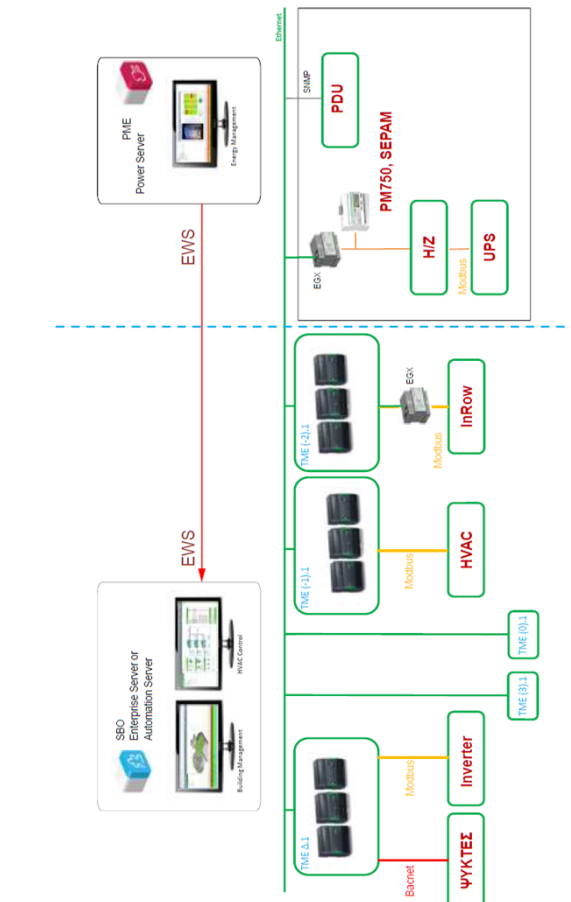 SBO
Enterprise Server or
Automation Server
Building Management
HVAC Control
EWS
EWS
PME
Power Server
Energy Management
Ethernet
TME Δ.1
Bacnet
ΨΥΚΤΕΣ
Modbus
Inverter
TME (3).1
TME (0).1
TME (-1).1
Modbus
HVAC
TME (-2).1
EGX
Modbus
InRow
EGX
PM750, SEPAM
H/Z
Modbus
UPS
SNMP
PDU